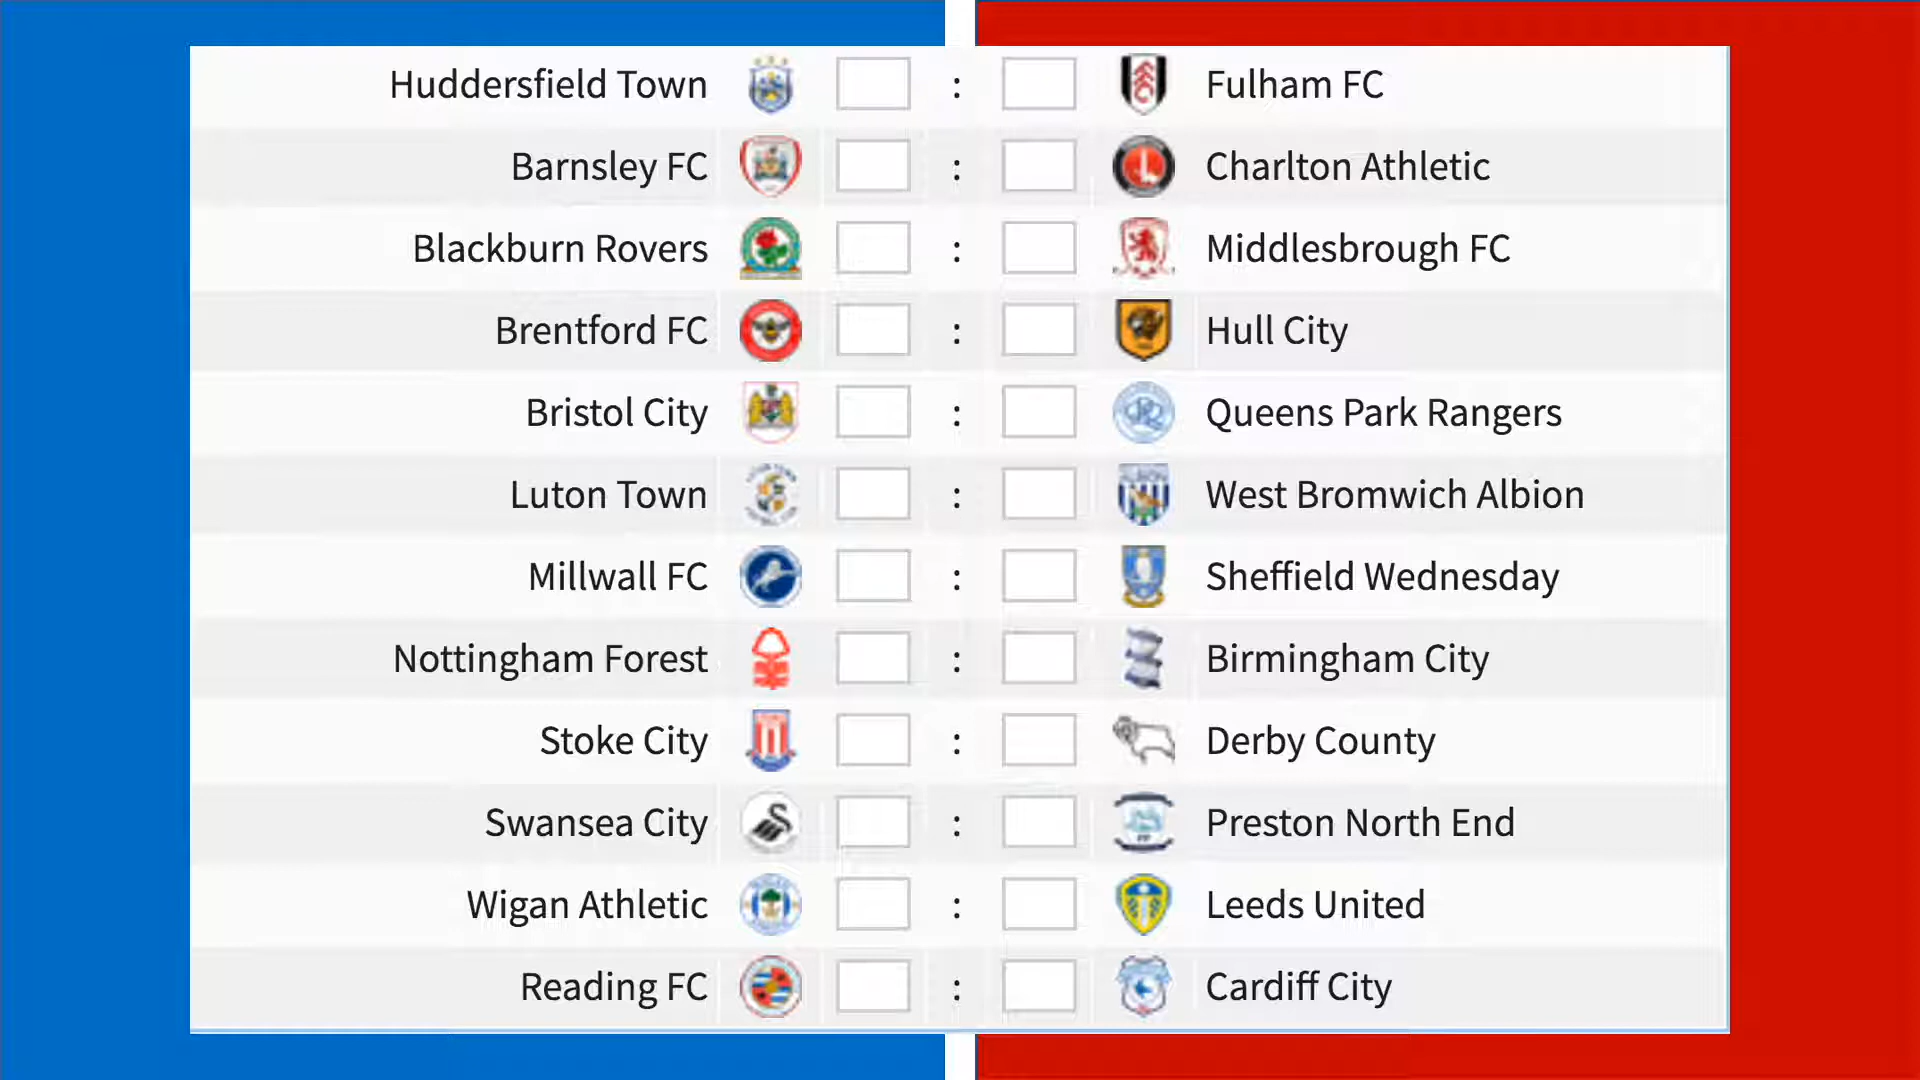 Huddersfield Town : Fulham FC
Barnsley FC : Charlton Athletic
Blackburn Rovers : Middlesbrough FC
Brentford FC : Hull City
Bristol City : Queens Park Rangers
Luton Town : West Bromwich Albion
Millwall FC : Sheffield Wednesday
Nottingham Forest : Birmingham City
Stoke City : Derby County
Swansea City : Preston North End
Wigan Athletic : Leeds United
Reading FC : Cardiff City